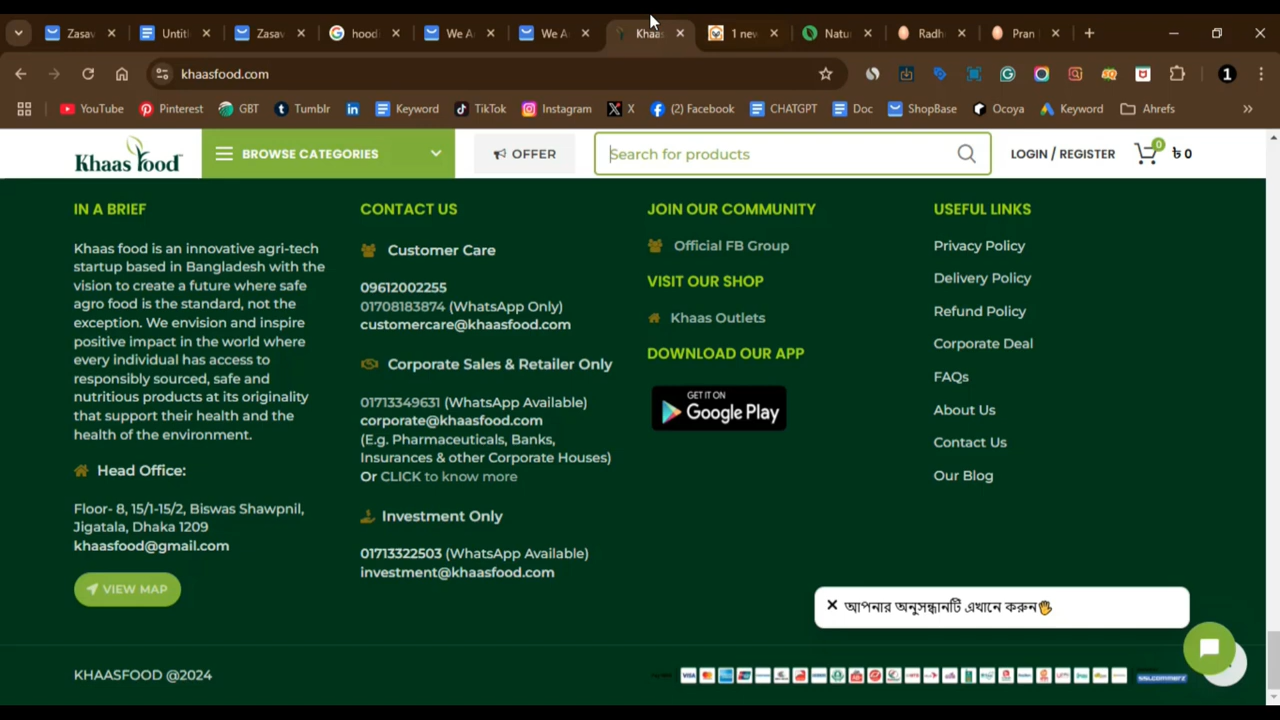 Zasav
Untitl
Zasav
hoodi
We A
We A
Khaas
1 new
Natu
Radh
Pran
khaasfood.com
1
YouTube
Pinterest
GBT
Tumblr
Keyword
TikTok
Instagram
X
(2) Facebook
CHATGPT
Doc
ShopBase
Ocoya
Keyword
Ahrefs
Khaas food
BROWSE CATEGORIES
OFFER
Search for products
LOGIN / REGISTER
0
৳ 0
IN A BRIEF
Khaas food is an innovative agri-tech
startup based in Bangladesh with the
vision to create a future where safe
agro food is the standard, not the
exception. We envision and inspire
positive impact in the world where
every individual has access to
responsibly sourced, safe and
nutritious products at its originality
that support their health and the
health of the environment.
Head Office:
Floor- 8, 15/1-15/2, Biswas Shawpnil,
Jigatala, Dhaka 1209
khaasfood@gmail.com
VIEW MAP
CONTACT US
Customer Care
09612002255
01708183874 (WhatsApp Only)
customercare@khaasfood.com
Corporate Sales & Retailer Only
01713349631 (WhatsApp Available)
corporate@khaasfood.com
(E.g. Pharmaceuticals, Banks,
Insurances & other Corporate Houses)
Or CLICK to know more
Investment Only
01713322503 (WhatsApp Available)
investment@khaasfood.com
JOIN OUR COMMUNITY
Official FB Group
VISIT OUR SHOP
Khaas Outlets
DOWNLOAD OUR APP
GET IT ON
Google Play
USEFUL LINKS
Privacy Policy
Delivery Policy
Refund Policy
Corporate Deal
FAQs
About Us
Contact Us
Our Blog
আপনার অনুসন্ধানটি এখানে করুন
KHAASFOOD @2024
VISA
SSLCOMMERZ